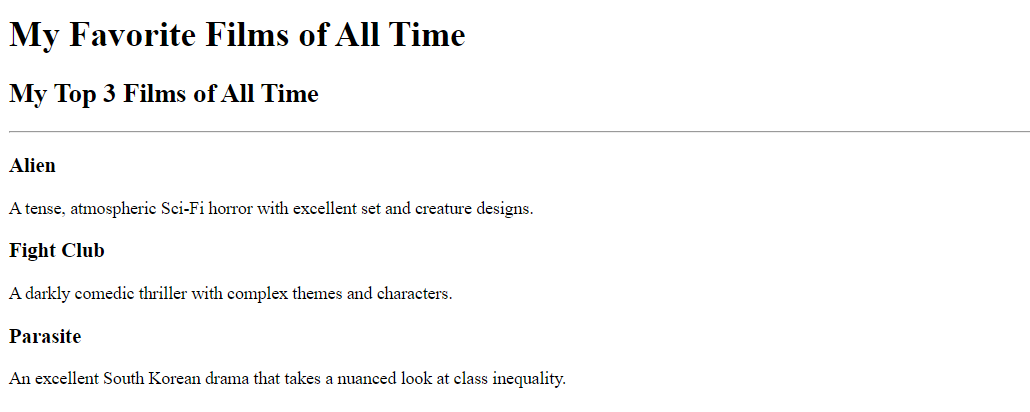 My Favorite Films of All Time
My Top 3 Films of All Time
Alien
A tense, atmospheric Sci-Fi horror with excellent set and creature designs.
Fight Club
A darkly comedic thriller with complex themes and characters.
Parasite
An excellent South Korean drama that takes a nuanced look at class inequality.